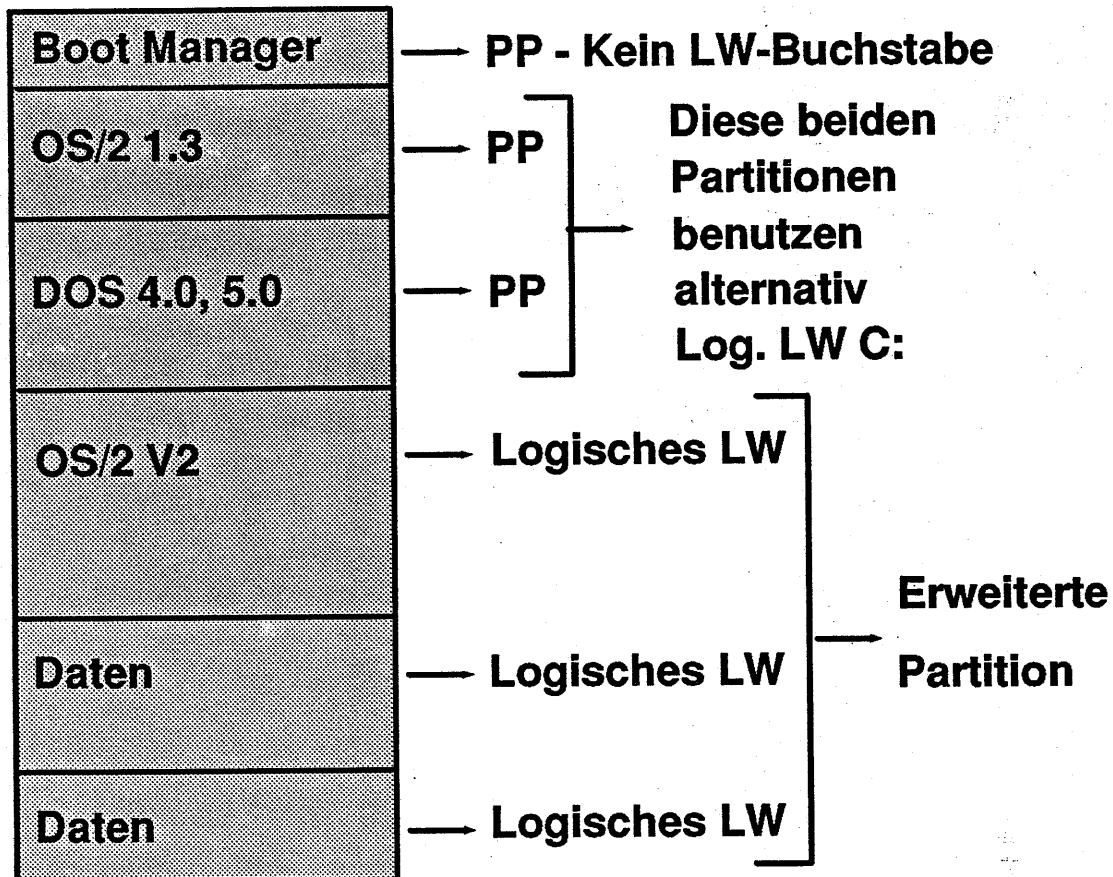 Boot Manager
PP - Kein LW-Buchstabe
OS/2 1.3
PP
DOS 4.0, 5.0
PP
Diese beiden
Partitionen
benutzen
alternativ
Log. LW C:
OS/2 V2
Logisches LW
Daten
Logisches LW
Daten
Logisches LW
Erweiterte
Partition